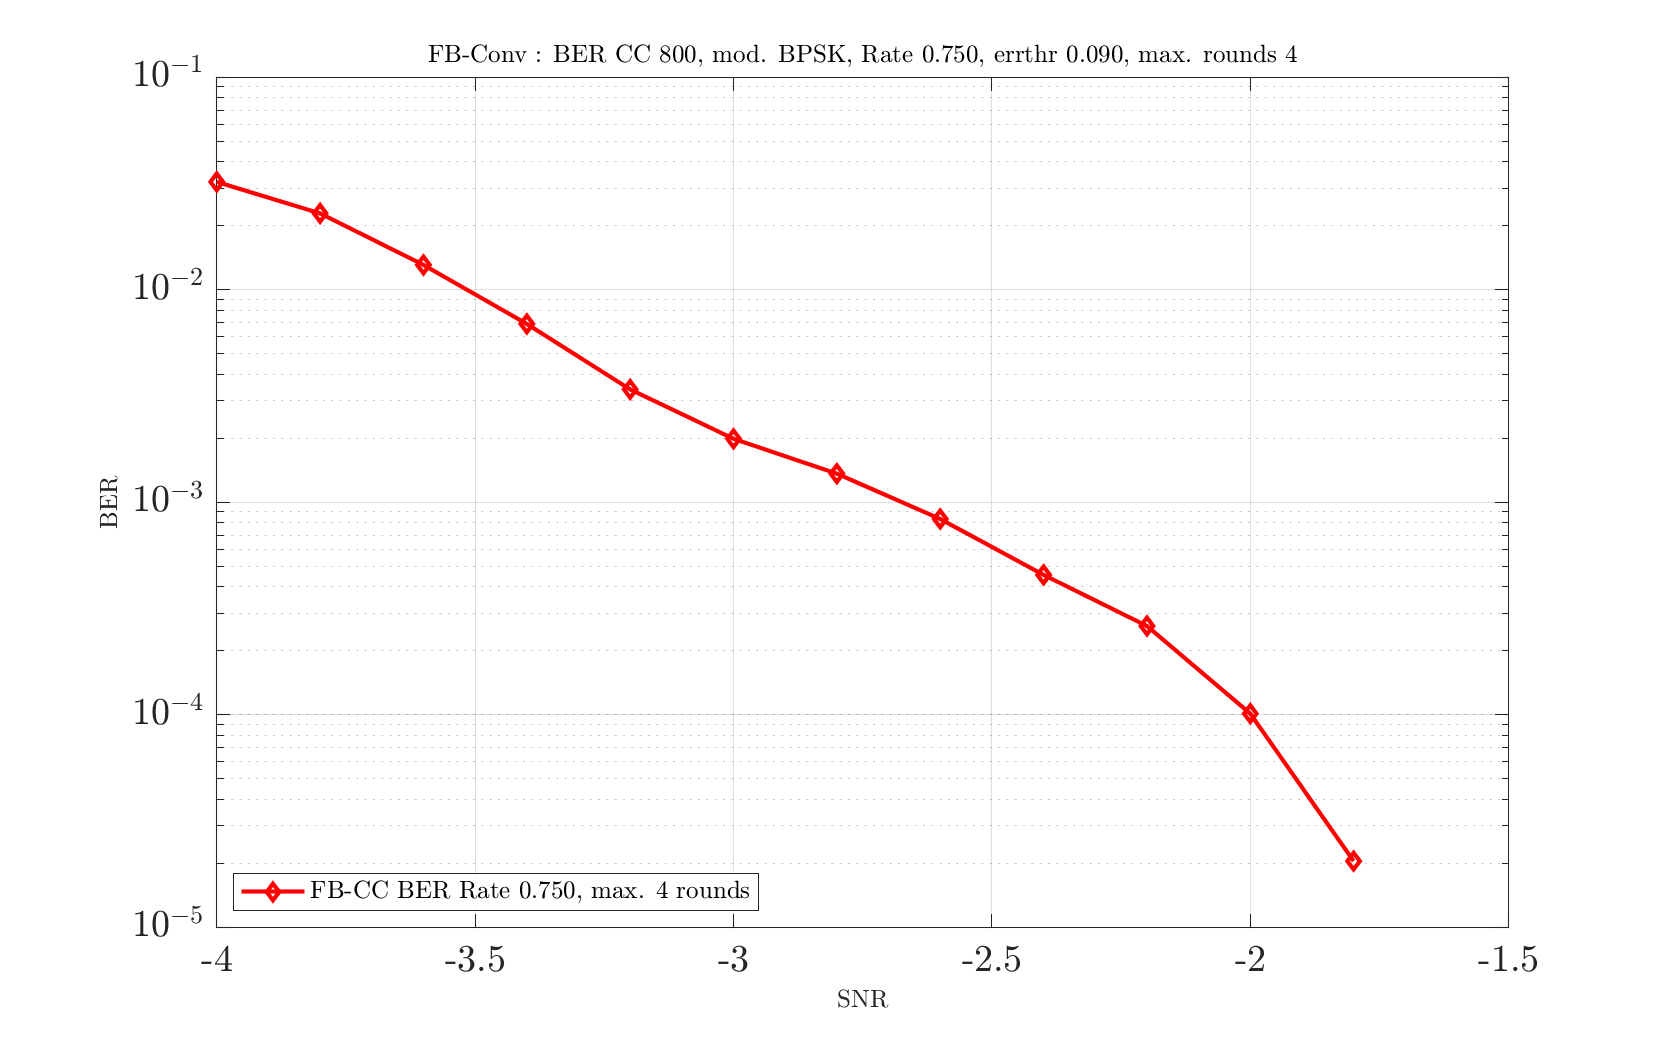 FB-Conv : BER CC 800, mod. BPSK, Rate 0.750, errthr 0.090, max. rounds 4
10^{-1}
10^{-2}
10^{-3}
10^{-4}
10^{-5}
BER
FB-CC BER Rate 0.750, max. 4 rounds
-4 -3.5 -3 -2.5 -2 -1.5
SNR